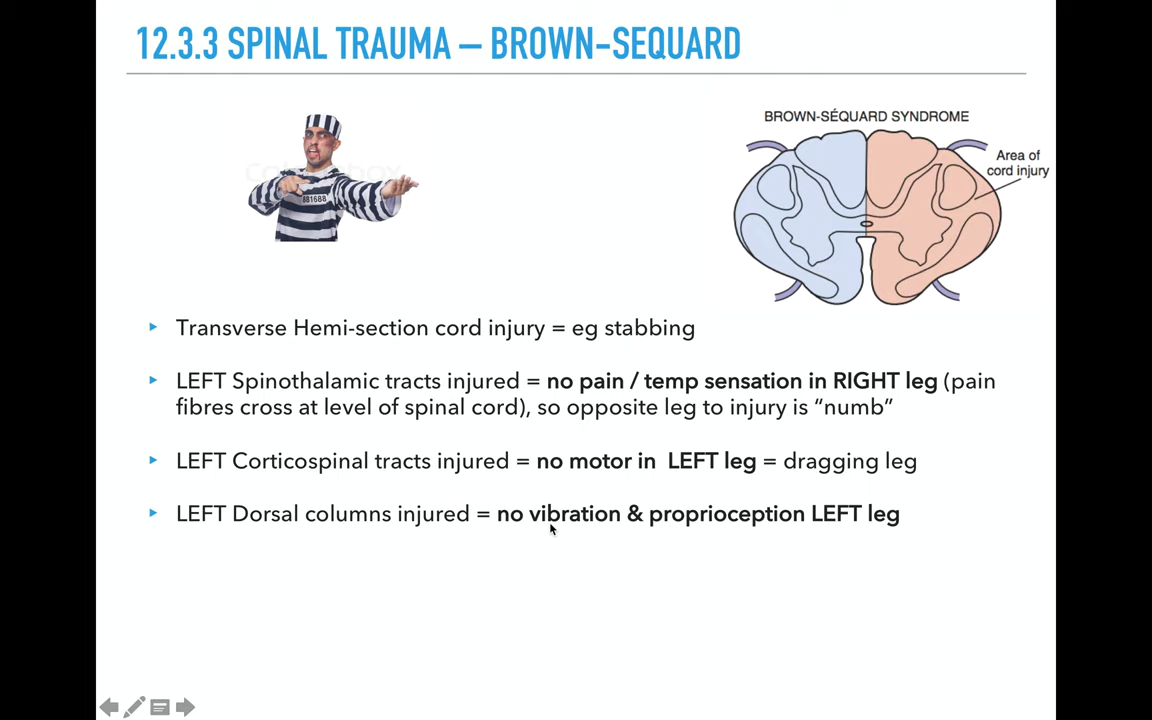 12.3.3 SPINAL TRAUMA – BROWN-SEQUARD
BROWN-SÉQUARD SYNDROME
Area of
cord injury
881688
Transverse Hemi-section cord injury = eg stabbing
LEFT Spinothalamic tracts injured = no pain / temp sensation in RIGHT leg (pain
fibres cross at level of spinal cord), so opposite leg to injury is “numb”
LEFT Corticospinal tracts injured = no motor in LEFT leg = dragging leg
LEFT Dorsal columns injured = no vibration & proprioception LEFT leg